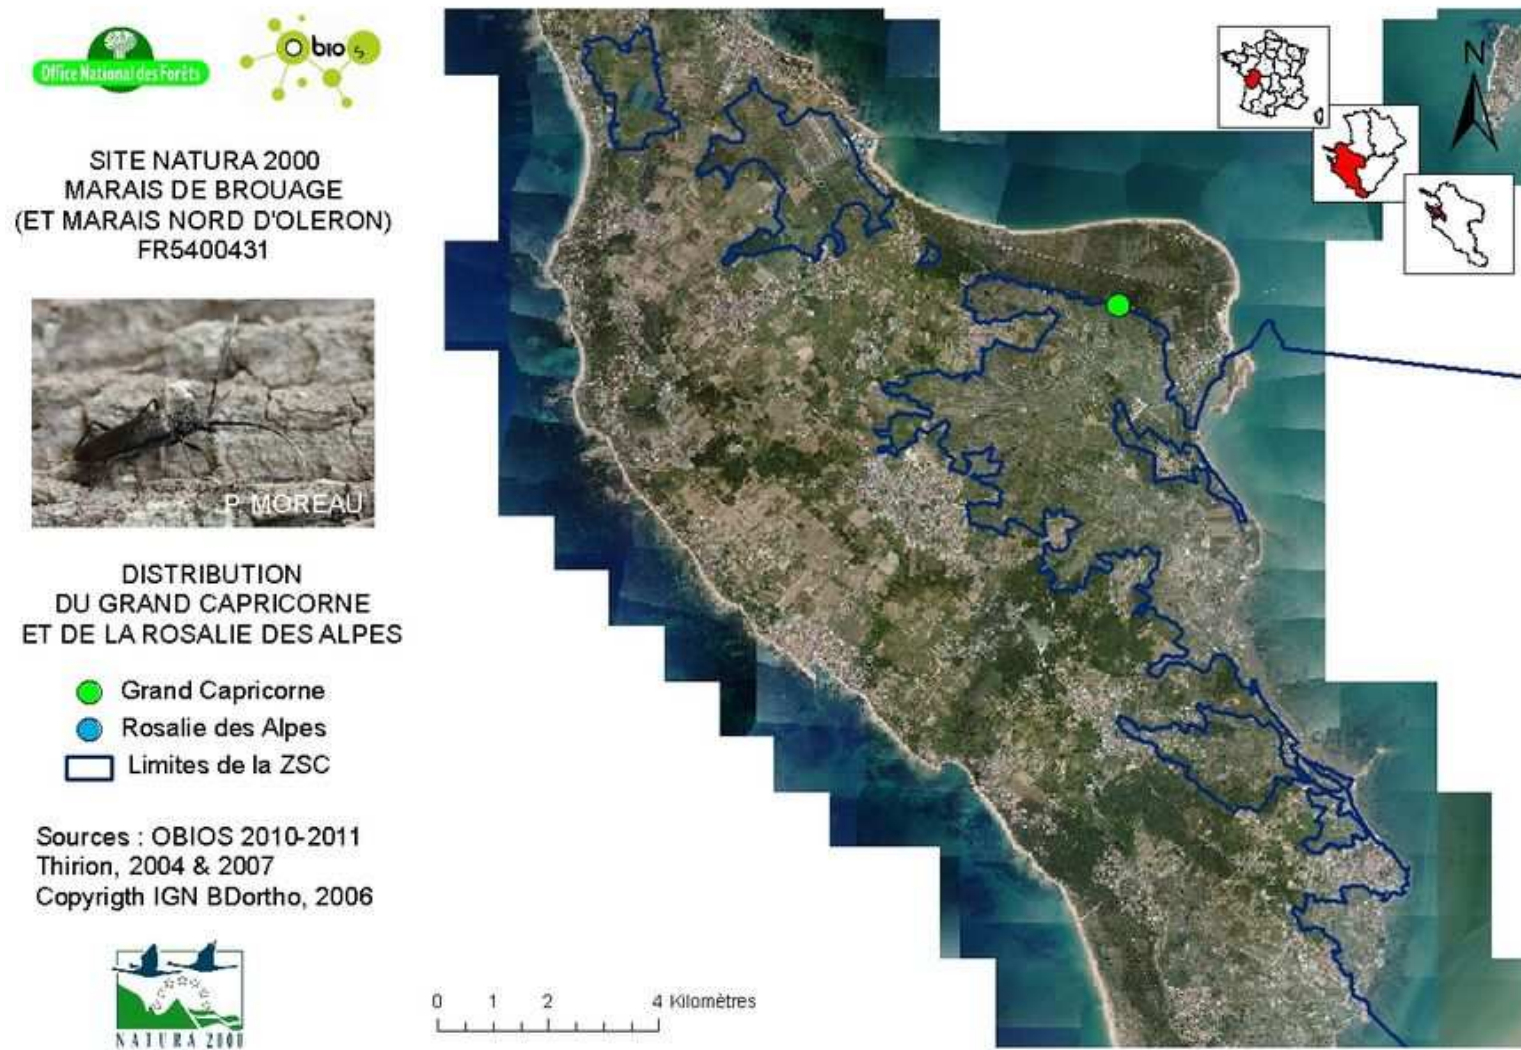 Office National des Forêts
Obios
SITE NATURA 2000
MARAIS DE BROUAGE
(ET MARAIS NORD D'OLERON)
FR5400431
P. MOREAU
DISTRIBUTION
DU GRAND CAPRICORNE
ET DE LA ROSALIE DES ALPES
Grand Capricorne
Rosalie des Alpes
Limites de la ZSC
Sources : OBIOS 2010-2011
Thirion, 2004 & 2007
Copyrigth IGN BDortho, 2006
NATURA 2000
0 1 2 4 Kilomètres
N